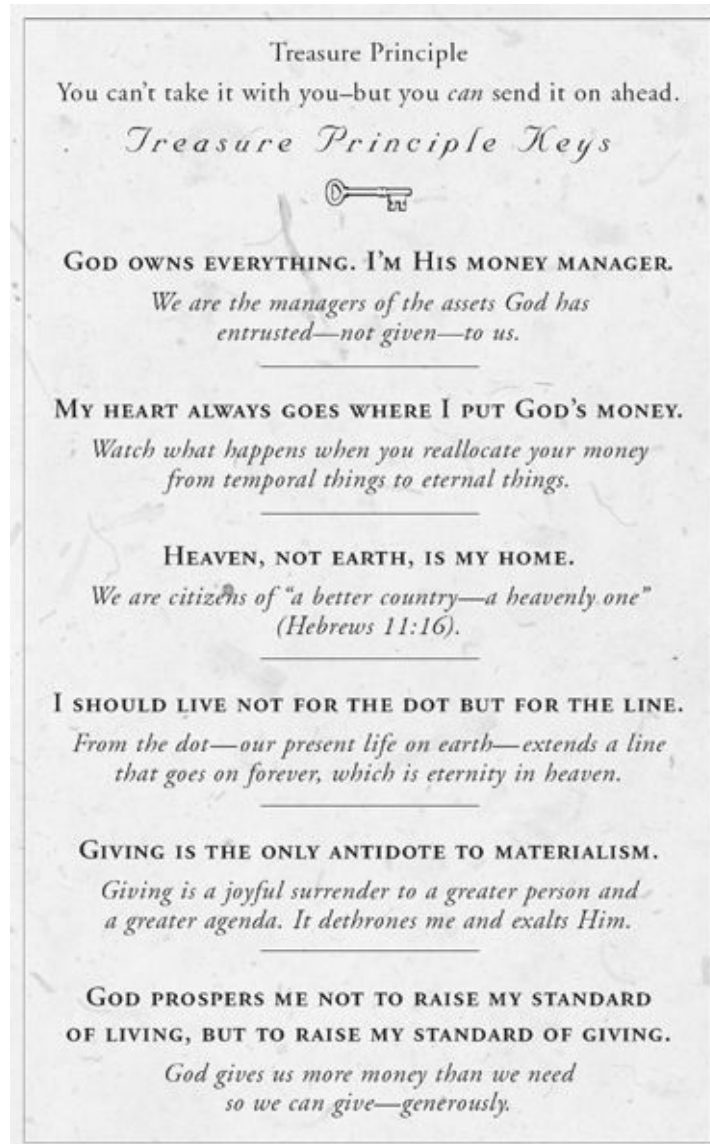 Treasure Principle
You can't take it with you–but you can send it on ahead.
Treasure Principle Keys
God owns everything. I'm His money manager.
We are the managers of the assets God has
entrusted—not given—to us.
My heart always goes where I put God's money.
Watch what happens when you reallocate your money
from temporal things to eternal things.
Heaven, not earth, is my home.
We are citizens of “a better country—a heavenly one”
(Hebrews 11:16).
I should live not for the dot but for the line.
From the dot—our present life on earth—extends a line
that goes on forever, which is eternity in heaven.
Giving is the only antidote to materialism.
Giving is a joyful surrender to a greater person and
a greater agenda. It dethrones me and exalts Him.
God prospers me not to raise my standard
of living, but to raise my standard of giving.
God gives us more money than we need
so we can give—generously.